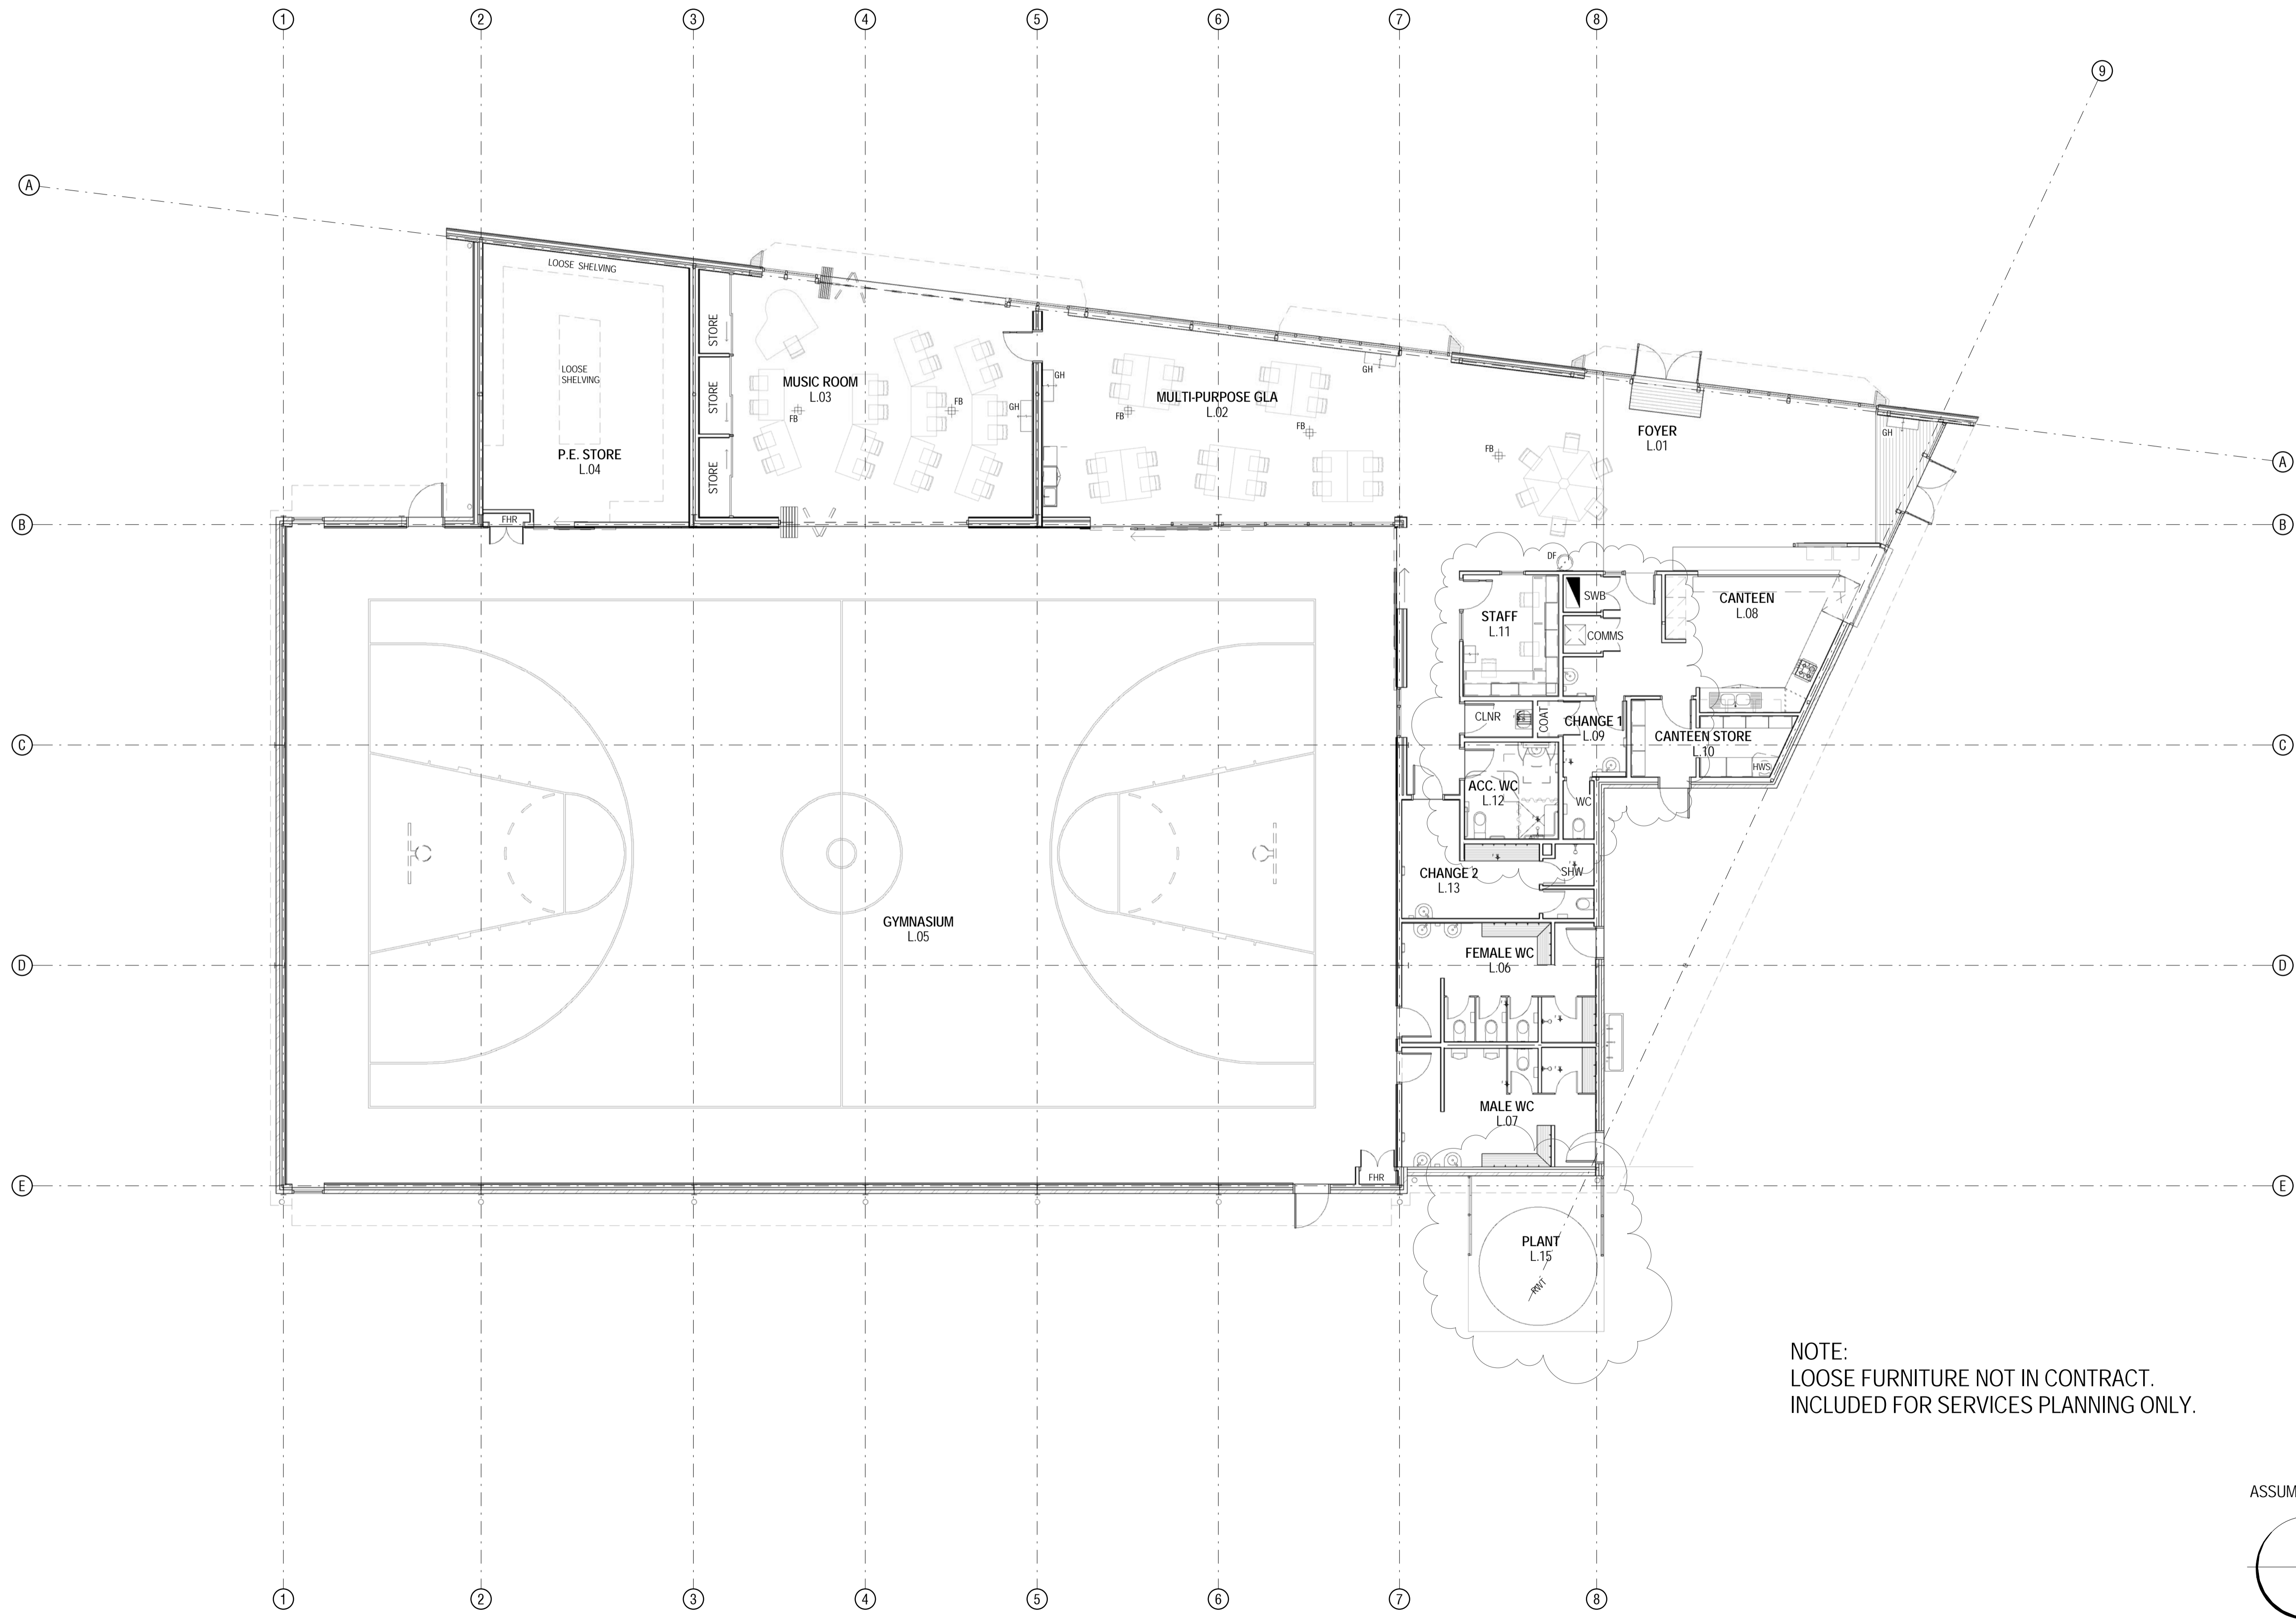 1
2
3
4
5
6
7
8
9
A
LOOSE SHELVING
STORE
LOOSE
SHELVING
MUSIC ROOM
L.03
GH
GH
MULTI-PURPOSE GLA
L.02
STORE
FB
FB
GH
FB
FB
FOYER
L.01
GH
P.E. STORE
L.04
STORE
FB
A
B
FHR
B
DF
STAFF
L.11
SWB
COMMS
CANTEEN
L.08
CLNR
COAT
CHANGE 1
L.09
CANTEEN STORE
L.10
HWS
C
C
ACC. WC
L.12
WC
CHANGE 2
L.13
SHW
GYMNASIUM
L.05
FEMALE WC
L.06
D
D
MALE WC
L.07
E
FHR
E
PLANT
L.15
RWT
NOTE:
LOOSE FURNITURE NOT IN CONTRACT.
INCLUDED FOR SERVICES PLANNING ONLY.
ASSUM
1
2
3
4
5
6
7
8